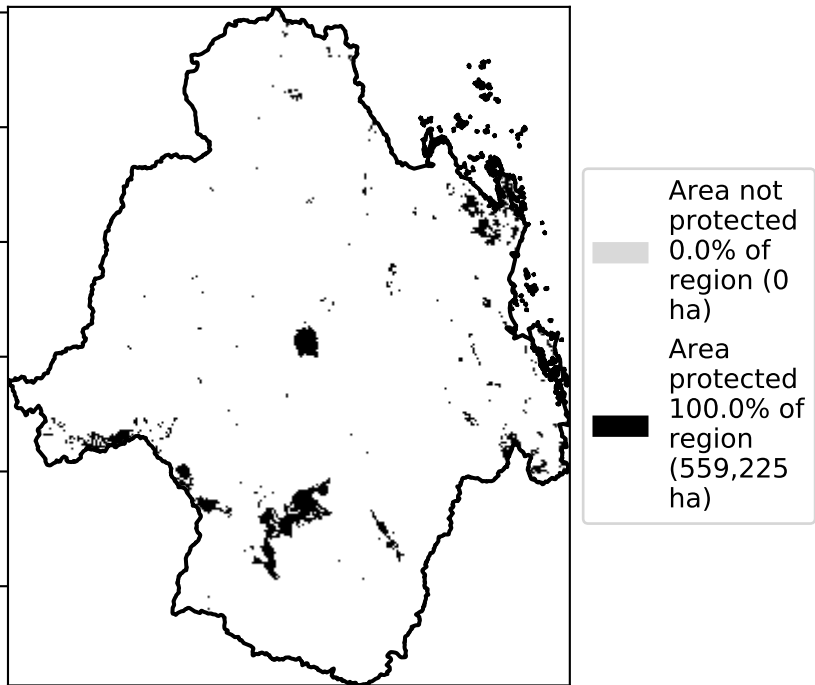 Area not
protected
0.0% of
region (0
ha)
Area
protected
100.0% of
region
(559,225
ha)